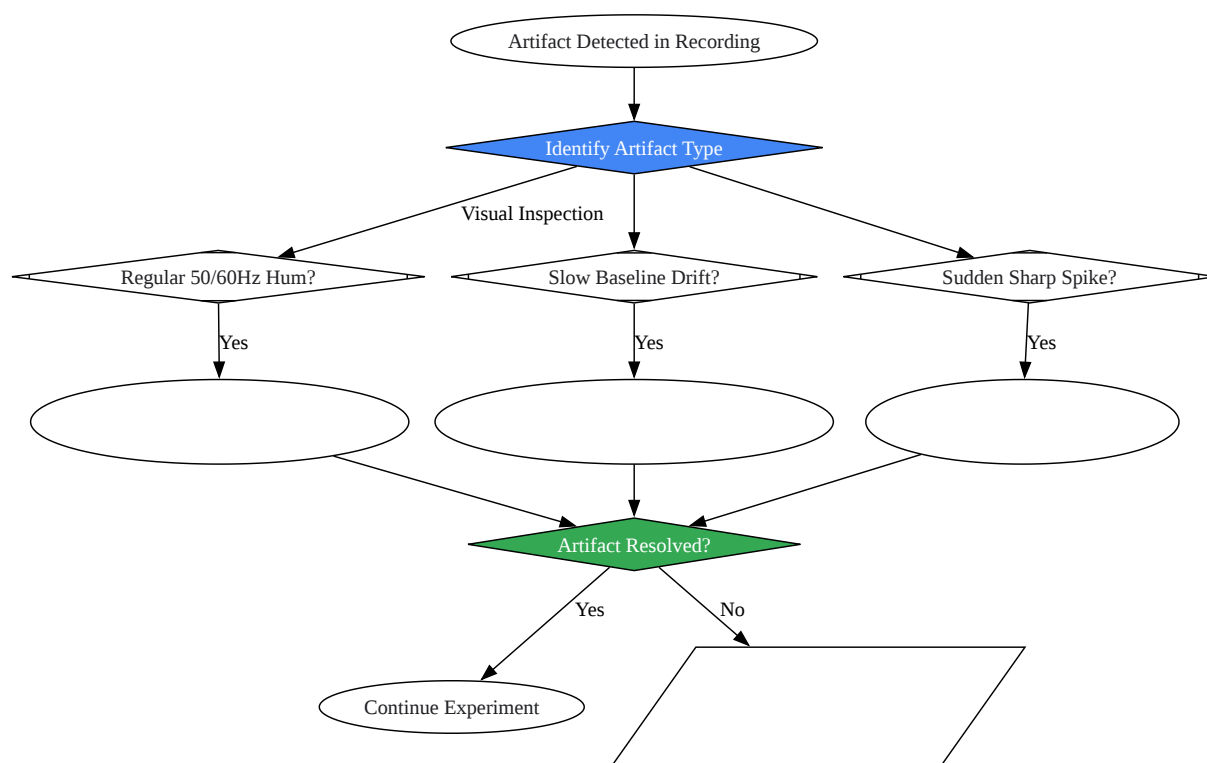 Artifact Detected in Recording
Identify Artifact Type
Visual Inspection
Regular 50/60Hz Hum?
Slow Baseline Drift?
Sudden Sharp Spike?
Yes
Yes
Yes
Artifact Resolved?
Yes
No
Continue Experiment